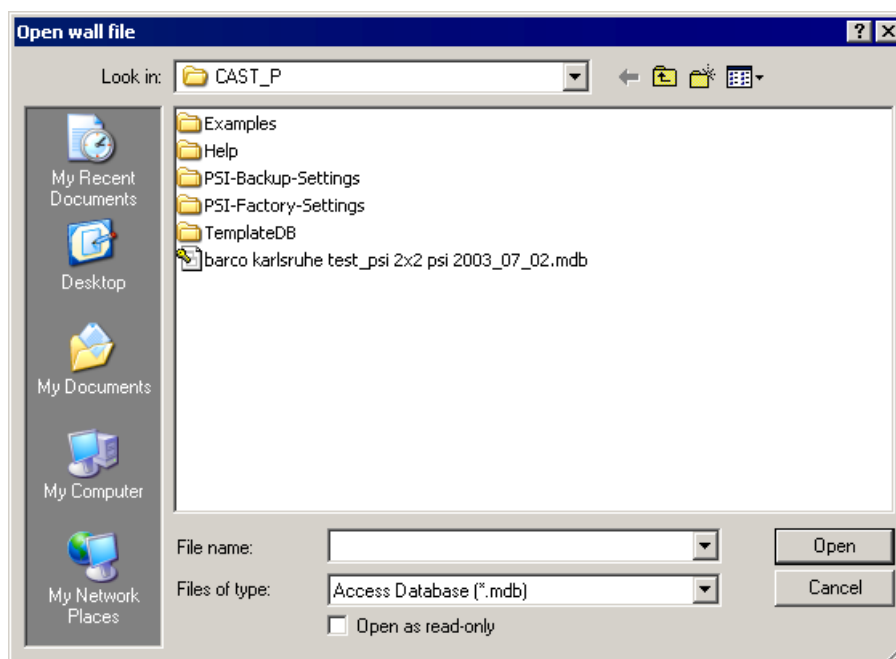 Open wall file
Look in: CAST_P
My Recent
Documents
Desktop
My Documents
My Computer
My Network
Places
Examples
Help
PSI-Backup-Settings
PSI-Factory-Settings
TemplateDB
barco karlsruhe test_psi 2x2 psi 2003_07_02.mdb
File name:
Open
Files of type: Access Database (*.mdb)
Cancel
Open as read-only